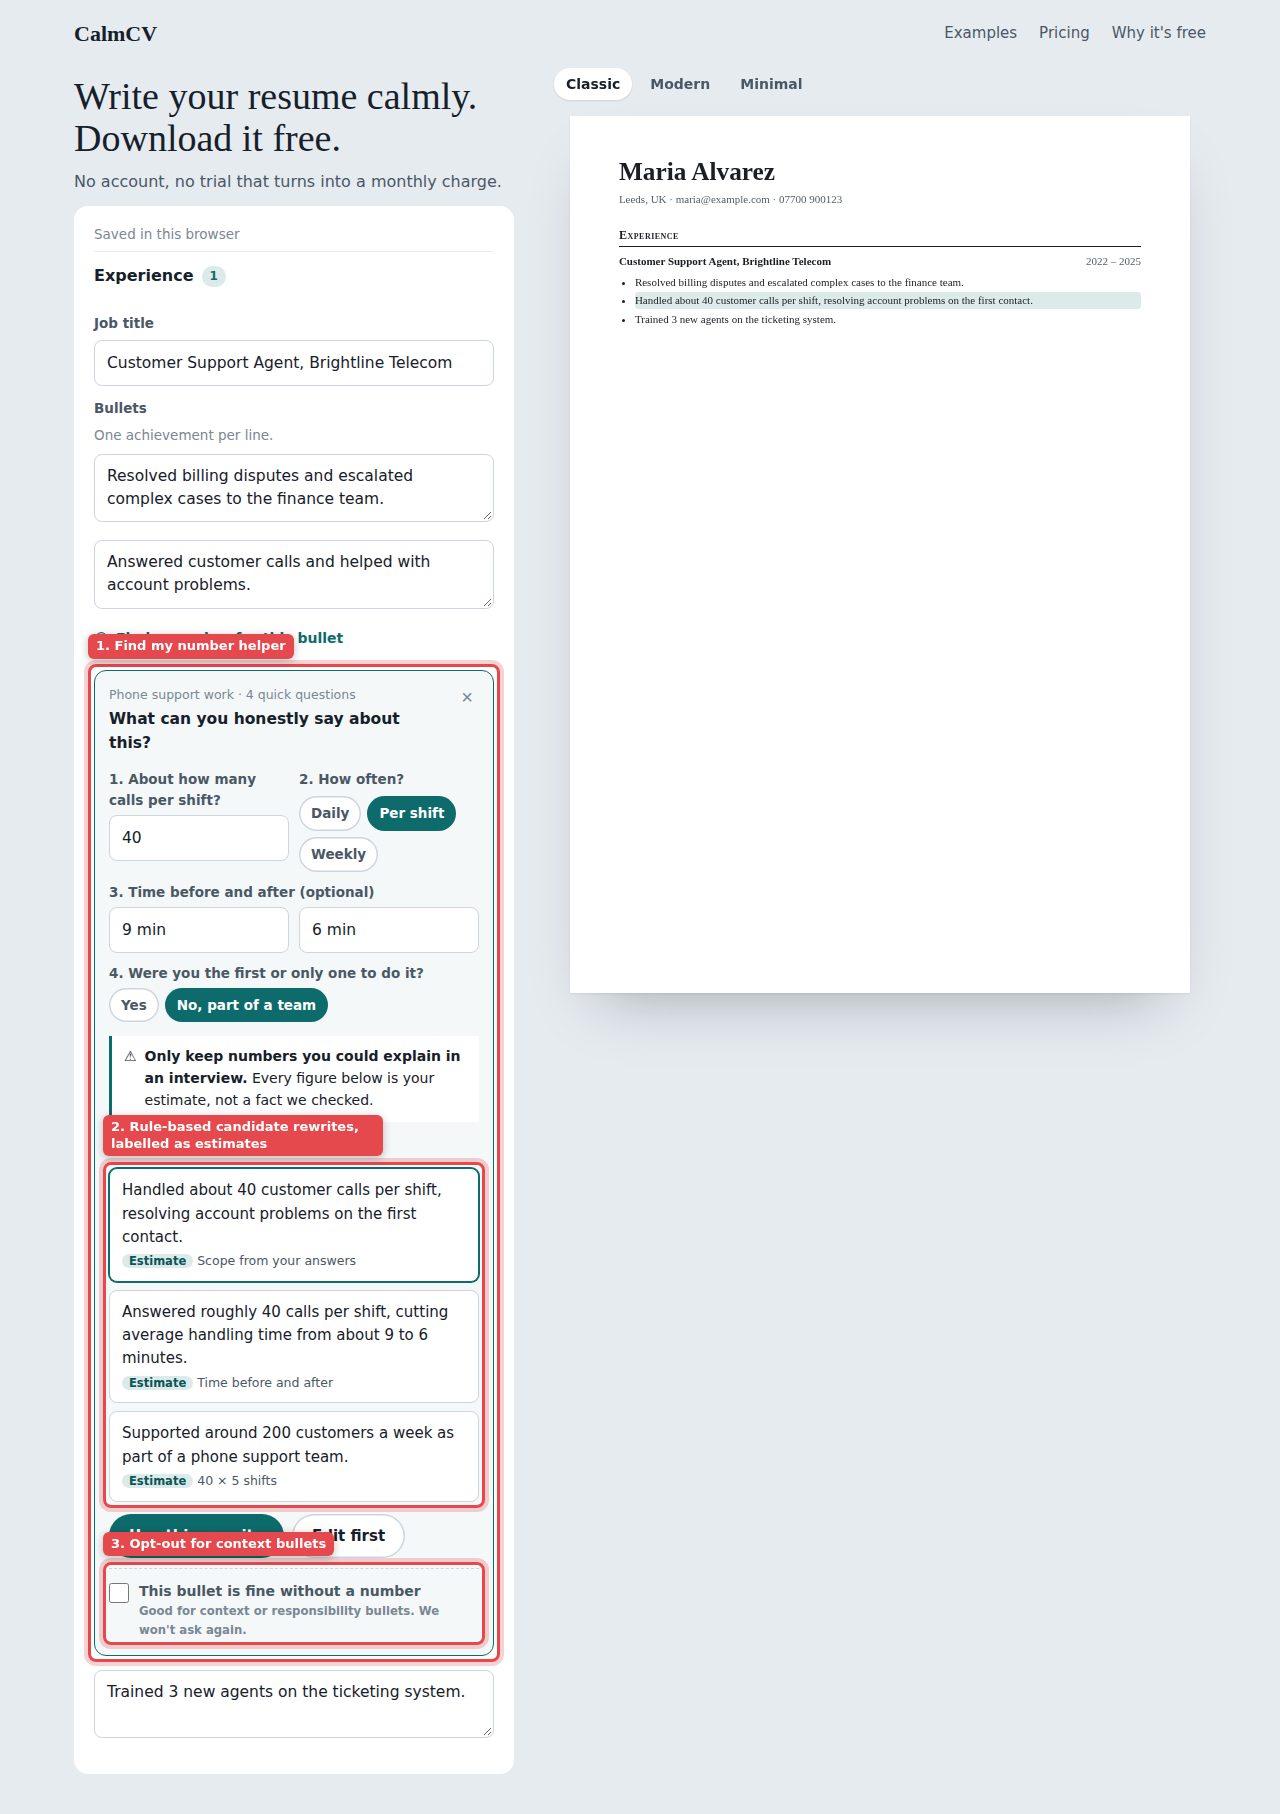 CalmCV
Examples
Pricing
Why it's free
Write your resume calmly.
Download it free.
No account, no trial that turns into a monthly charge.
Saved in this browser
Experience 1
Job title
Customer Support Agent, Brightline Telecom
Bullets
One achievement per line.
Resolved billing disputes and escalated
complex cases to the finance team.
Answered customer calls and helped with
account problems.
bullet
1. Find my number helper
Phone support work · 4 quick questions
×
What can you honestly say about
this?
1. About how many
calls per shift?
40
2. How often?
Daily
Per shift
Weekly
3. Time before and after (optional)
9 min
6 min
4. Were you the first or only one to do it?
Yes
No, part of a team
⚠ Only keep numbers you could explain in
an interview. Every figure below is your
estimate, not a fact we checked.
2. Rule-based candidate rewrites,
labelled as estimates
Handled about 40 customer calls per shift,
resolving account problems on the first
contact.
Estimate Scope from your answers
Answered roughly 40 calls per shift, cutting
average handling time from about 9 to 6
minutes.
Estimate Time before and after
Supported around 200 customers a week as
part of a phone support team.
Estimate 40 × 5 shifts
Edit first
3. Opt-out for context bullets
This bullet is fine without a number
Good for context or responsibility bullets. We
won't ask again.
Trained 3 new agents on the ticketing system.
Classic
Modern
Minimal
Maria Alvarez
Leeds, UK · maria@example.com · 07700 900123
Experience
Customer Support Agent, Brightline Telecom
2022 – 2025
• Resolved billing disputes and escalated complex cases to the finance team.
• Handled about 40 customer calls per shift, resolving account problems on the first contact.
• Trained 3 new agents on the ticketing system.